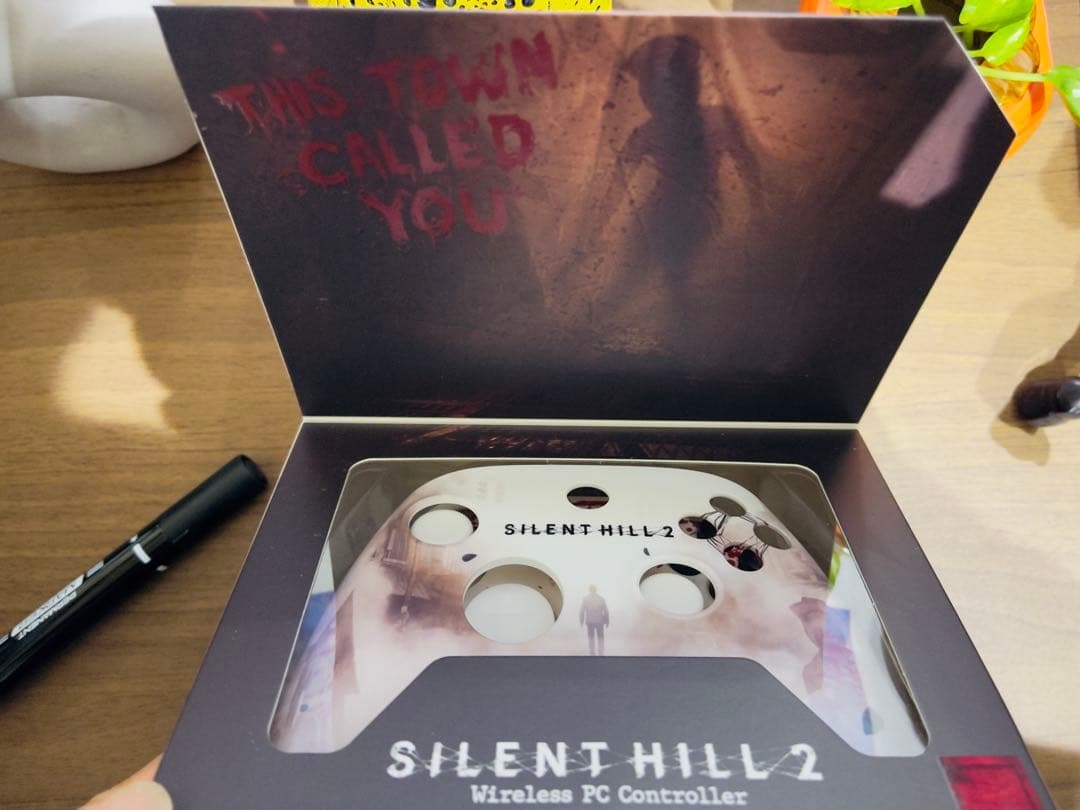 THIS TOWN
CALLED
YOU
SILENT HILL 2
SILENT HILL 2
Wireless PC Controller